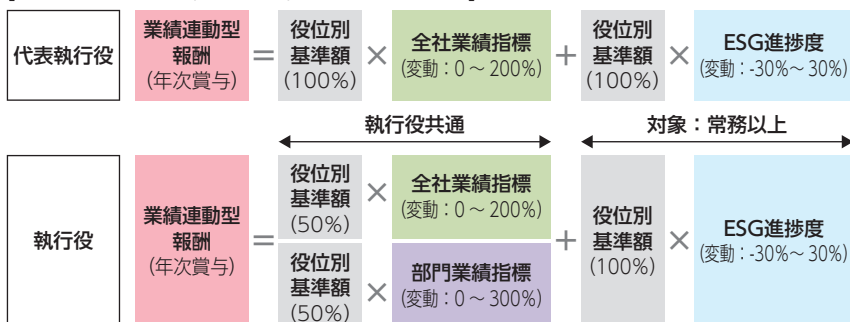 代表執行役
業績連動型
報酬
(年次賞与)
=
役位別
基準額
(100%)
×
全社業績指標
(変動：0～200%)
+
役位別
基準額
(100%)
×
ESG進捗度
(変動：-30%～30%)
執行役共通
対象：常務以上
執行役
業績連動型
報酬
(年次賞与)
=
役位別
基準額
(50%)
×
全社業績指標
(変動：0～200%)
役位別
基準額
(50%)
×
部門業績指標
(変動：0～300%)
+
役位別
基準額
(100%)
×
ESG進捗度
(変動：-30%～30%)